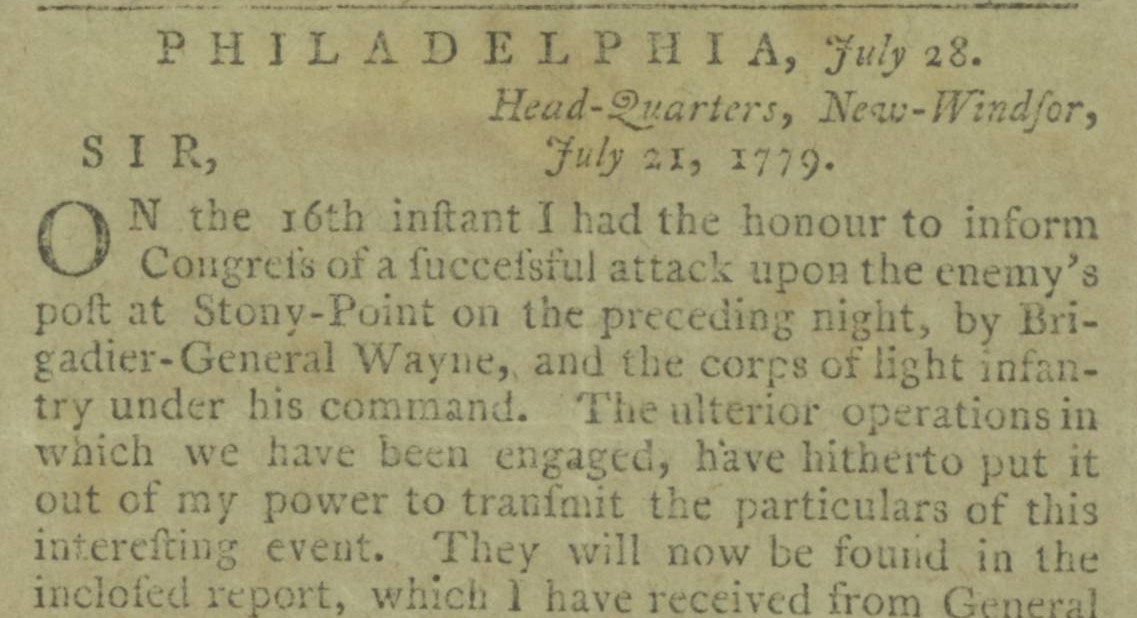 PHILADELPHIA, July 28.
Head-Quarters, New-Windſor,
SIR, July 21, 1779.
ON the 16th inſtant I had the honour to inform
Congreſs of a ſucceſsful attack upon the enemy's
poſt at Stony-Point on the preceding night, by Bri-
gadier-General Wayne, and the corps of light infan-
try under his command. The ulterior operations in
which we have been engaged, have hitherto put it
out of my power to tranſmit the particulars of this
intereſting event. They will now be found in the
incloſed report, which I have received from General